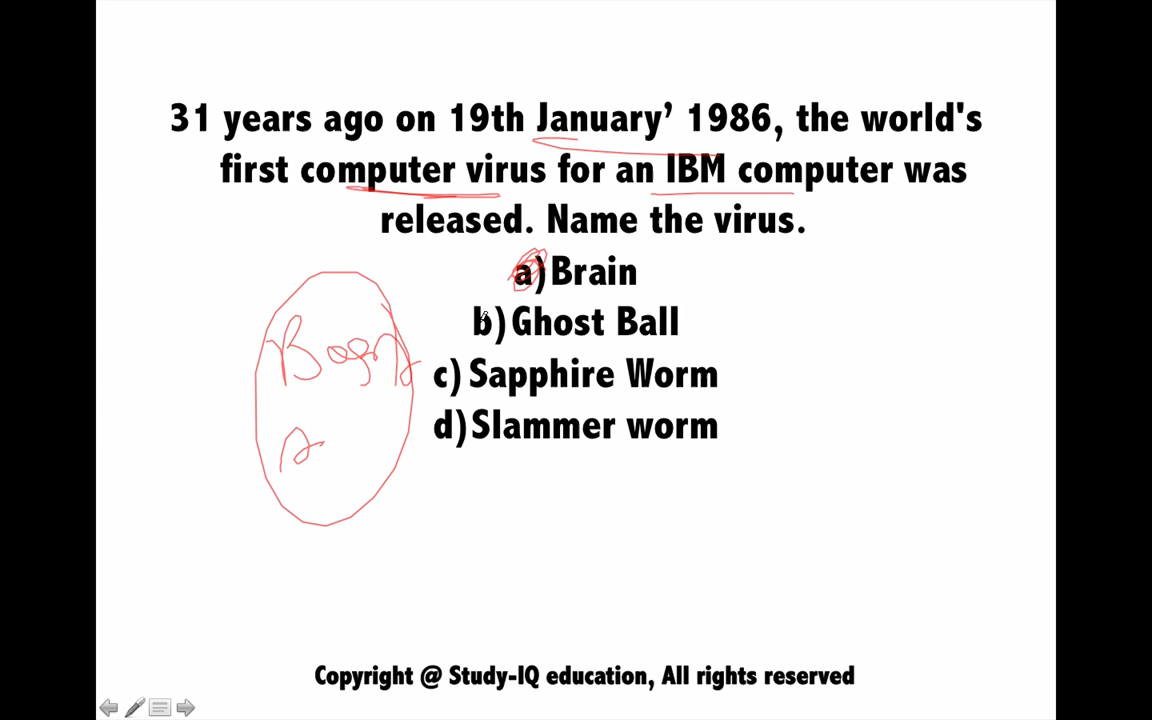 31 years ago on 19th January’ 1986, the world's
first computer virus for an IBM computer was
released. Name the virus.
a) Brain
b) Ghost Ball
c) Sapphire Worm
d) Slammer worm
Copyright @ Study-IQ education, All rights reserved